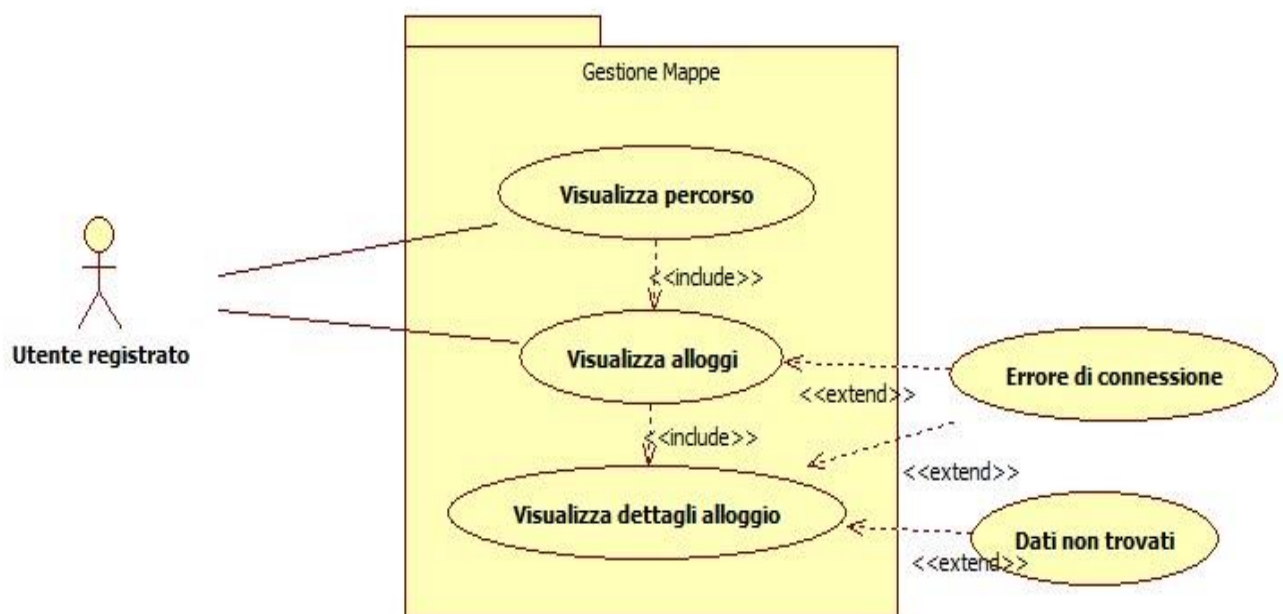 Gestione Mappe
Visualizza percorso
<<include>>
Utente registrato
Visualizza alloggi
Errore di connessione
<<extend>>
<<include>>
<<extend>>
Visualizza dettagli alloggio
Dati non trovati
<<extend>>